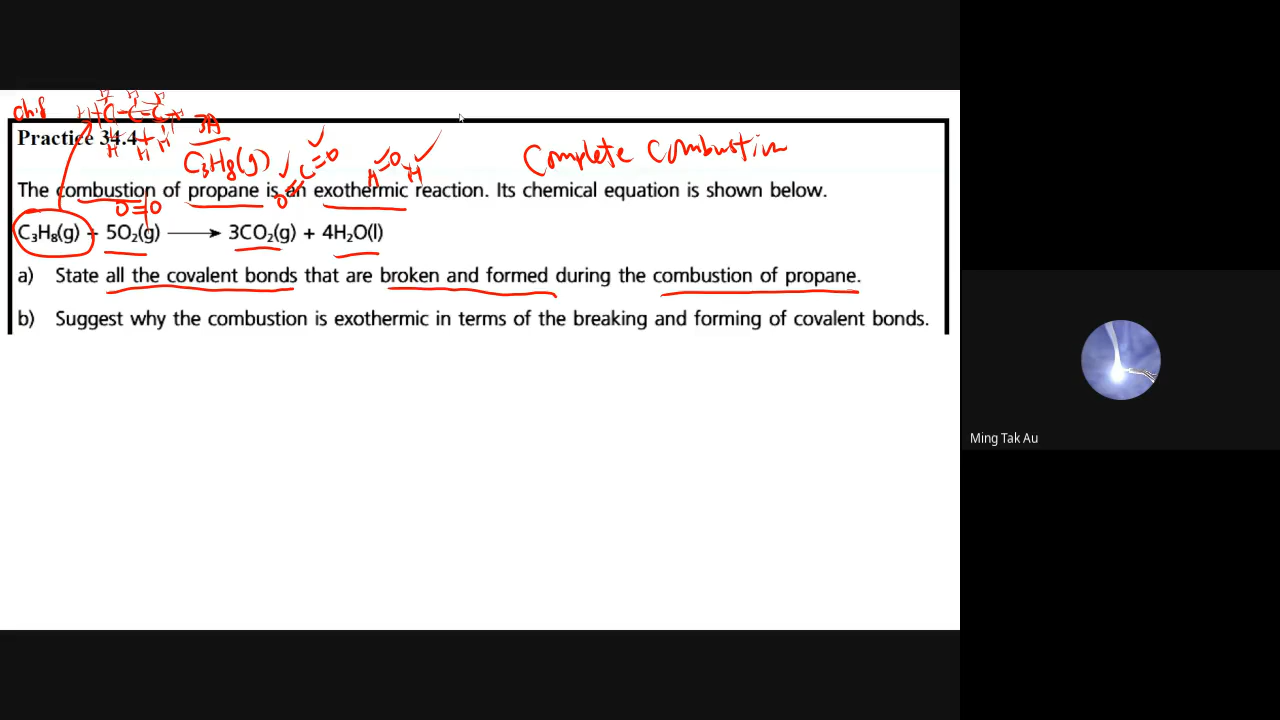 Practice 34.4
3A
C₃H₈(g)
C=O
O=
H-O
H
Complete Combustion
The combustion of propane is an exothermic reaction. Its chemical equation is shown below.
O=O
C₃H₈(g) + 5O₂(g) ⟶ 3CO₂(g) + 4H₂O(l)
a) State all the covalent bonds that are broken and formed during the combustion of propane.
b) Suggest why the combustion is exothermic in terms of the breaking and forming of covalent bonds.
Ming Tak Au